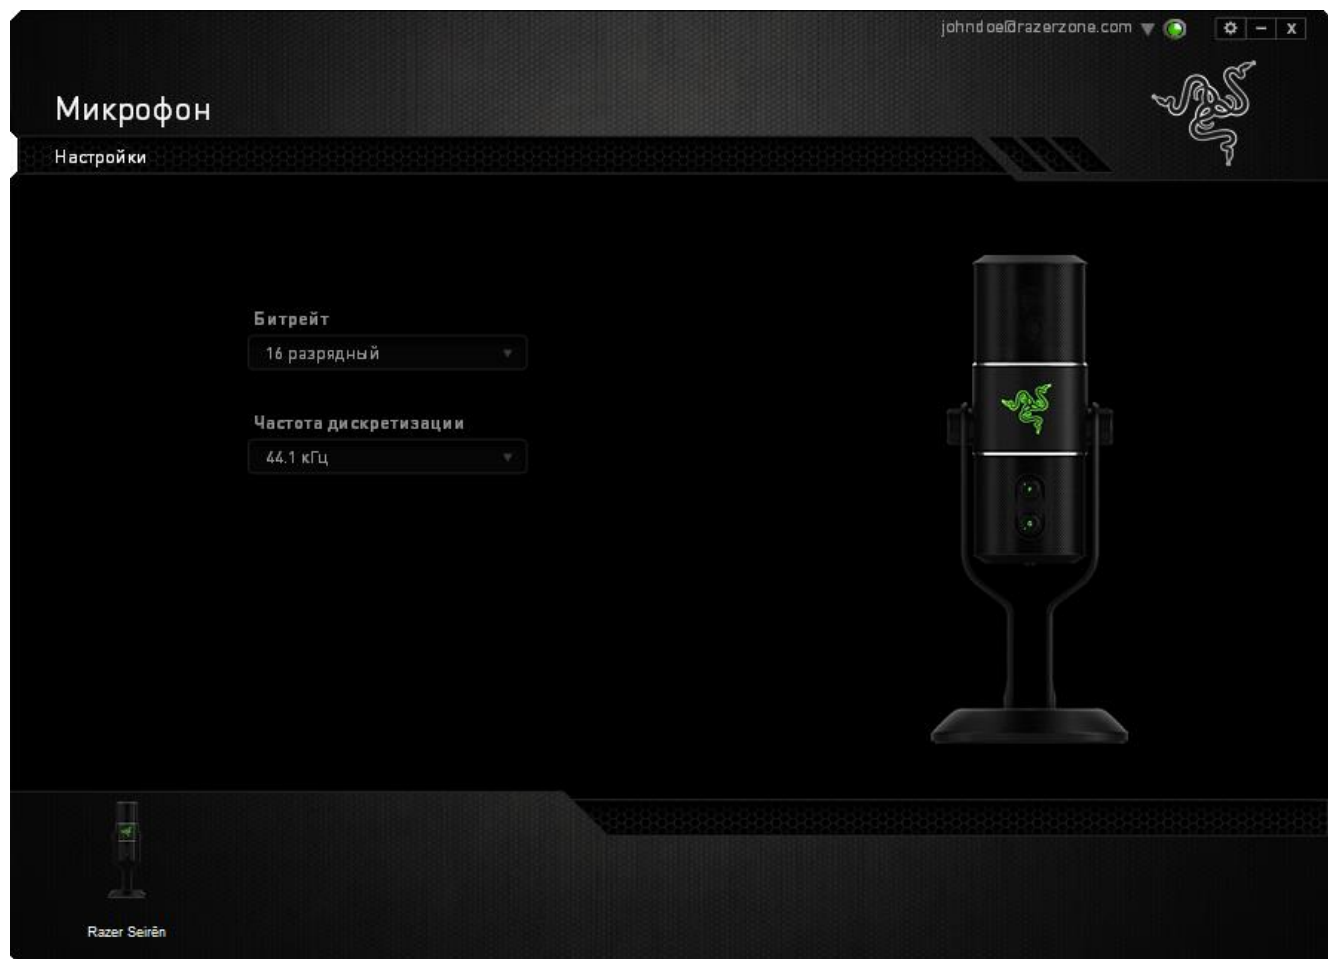 johndoe@razerzone.com
Микрофон
Настройки
Битрейт
16 разрядный
Частота дискретизации
44.1 кГц
Razer Seirēn